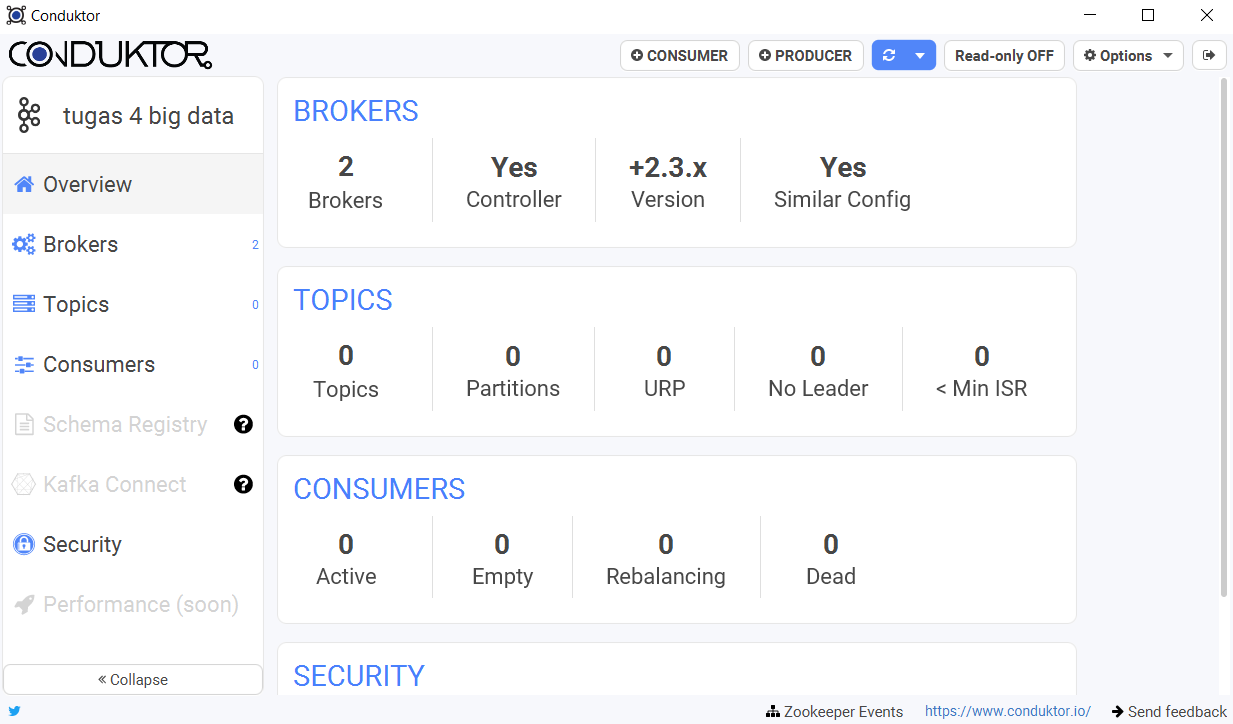 Conduktor
CONDUKTOR
CONSUMER
PRODUCER
Read-only OFF
Options
tugas 4 big data
Overview
Brokers 2
Topics 0
Consumers 0
Schema Registry ?
Kafka Connect ?
Security
Performance (soon)
« Collapse
BROKERS
2 Yes +2.3.x Yes
Brokers Controller Version Similar Config
TOPICS
0 0 0 0 0
Topics Partitions URP No Leader < Min ISR
CONSUMERS
0 0 0 0
Active Empty Rebalancing Dead
SECURITY
Zookeeper Events https://www.conduktor.io/ Send feedback